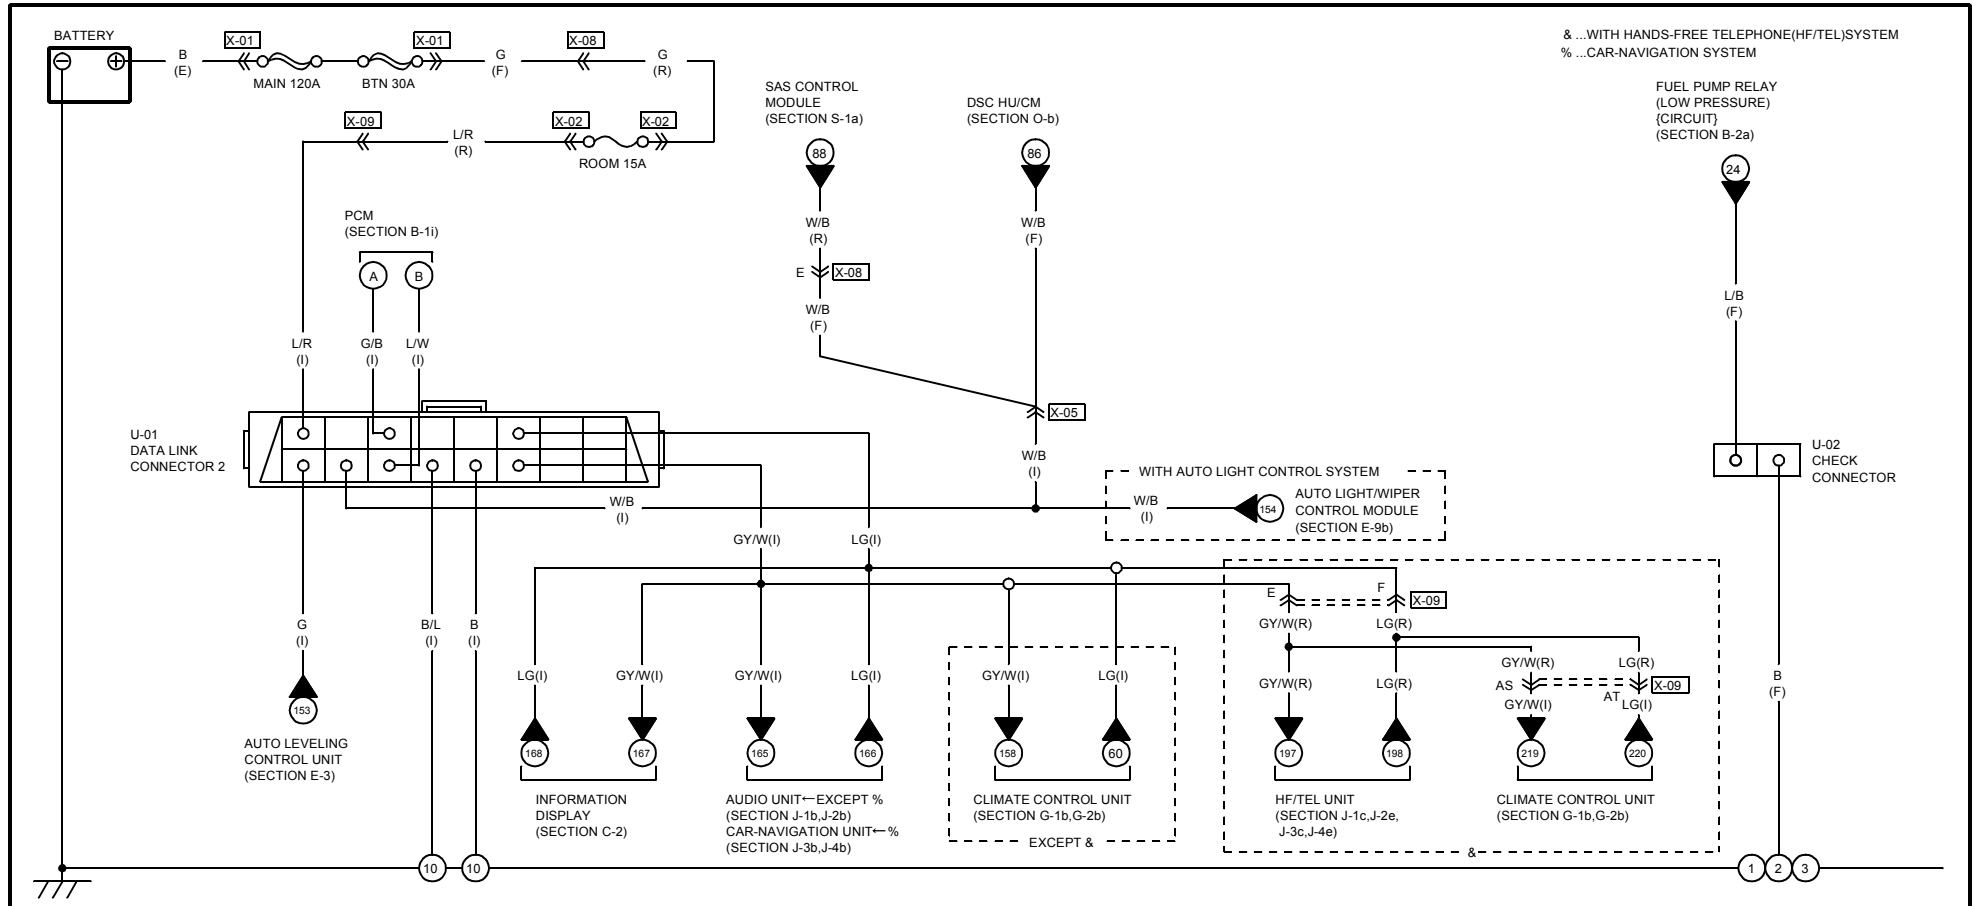 BATTERY
X-01
X-01
X-08
B
(E)
MAIN 120A
BTN 30A
G
(F)
G
(R)
& ...WITH HANDS-FREE TELEPHONE(HF/TEL)SYSTEM
% ...CAR-NAVIGATION SYSTEM
X-09
L/R
(R)
X-02
X-02
ROOM 15A
SAS CONTROL
MODULE
(SECTION S-1a)
88
DSC HU/CM
(SECTION O-b)
86
FUEL PUMP RELAY
(LOW PRESSURE)
{CIRCUIT}
(SECTION B-2a)
24
PCM
(SECTION B-1i)
A
B
W/B
(R)
E
X-08
W/B
(F)
W/B
(F)
L/B
(F)
L/R
(I)
G/B
(I)
L/W
(I)
X-05
U-01
DATA LINK
CONNECTOR 2
U-02
CHECK
CONNECTOR
W/B
(I)
W/B
(I)
WITH AUTO LIGHT CONTROL SYSTEM
W/B
(I)
154
AUTO LIGHT/WIPER
CONTROL MODULE
(SECTION E-9b)
GY/W(I)
LG(I)
E
F
X-09
GY/W(R)
LG(R)
G
(I)
B/L
(I)
B
(I)
LG(I)
GY/W(I)
GY/W(I)
LG(I)
GY/W(I)
LG(I)
GY/W(R)
LG(R)
GY/W(R)
LG(R)
AS
AT
X-09
GY/W(I)
LG(I)
B
(F)
153
168
167
165
166
158
60
197
198
219
220
AUTO LEVELING
CONTROL UNIT
(SECTION E-3)
INFORMATION
DISPLAY
(SECTION C-2)
AUDIO UNIT←EXCEPT %
(SECTION J-1b,J-2b)
CAR-NAVIGATION UNIT←%
(SECTION J-3b,J-4b)
CLIMATE CONTROL UNIT
(SECTION G-1b,G-2b)
EXCEPT &
HF/TEL UNIT
(SECTION J-1c,J-2e,
J-3c,J-4e)
CLIMATE CONTROL UNIT
(SECTION G-1b,G-2b)
&
10
10
1
2
3